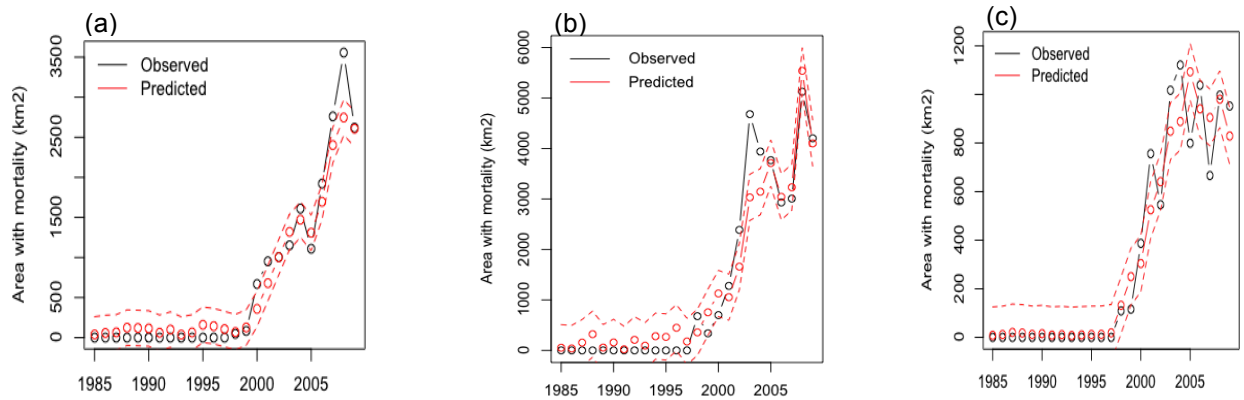 (a)
Area with mortality (km2)
0 500 1500 2500 3500
Observed
Predicted
1985 1990 1995 2000 2005
(b)
Area with mortality (km2)
0 1000 2000 3000 4000 5000 6000
Observed
Predicted
1985 1990 1995 2000 2005
(c)
Area with mortality (km2)
0 200 400 600 800 1200
Observed
Predicted
1985 1990 1995 2000 2005